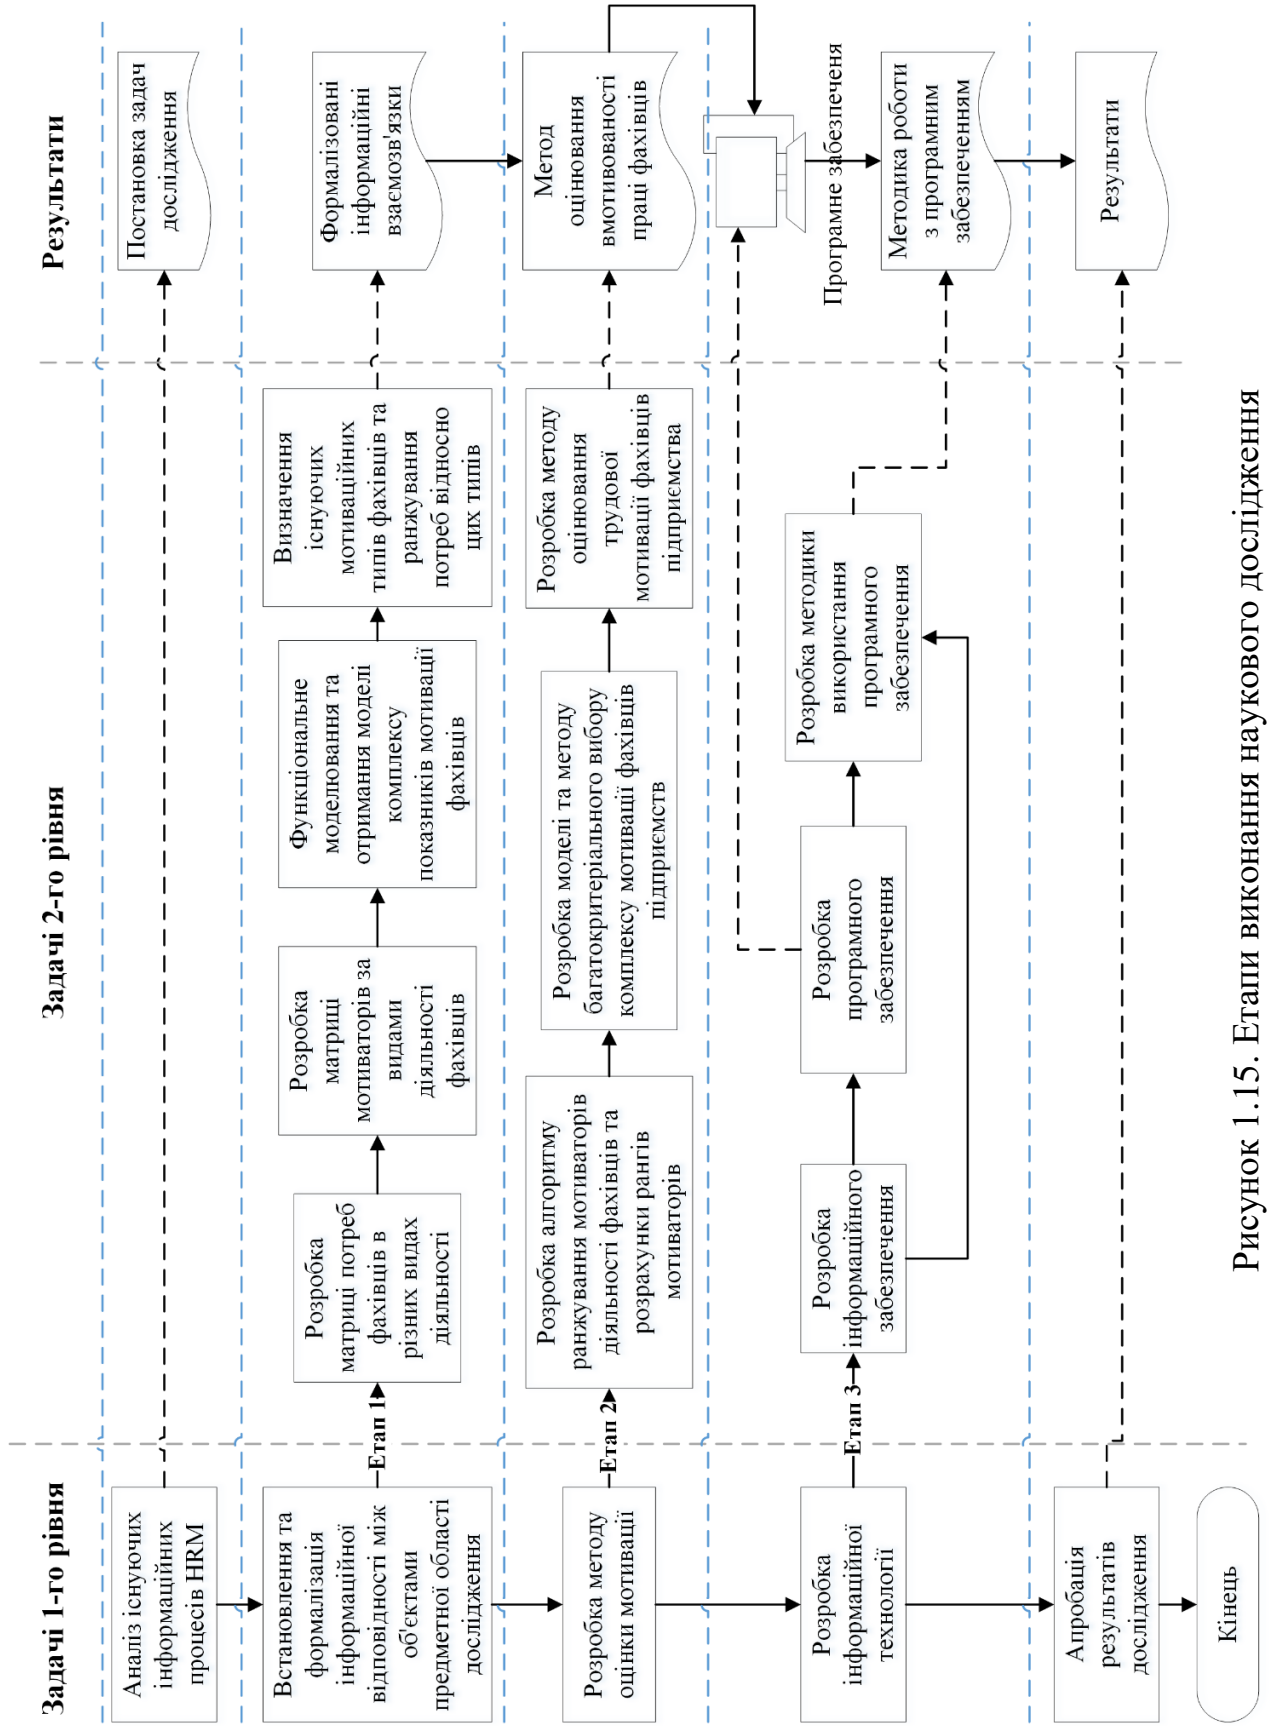 Задачі 1-го рівня
Задачі 2-го рівня
Результати
Аналіз існуючих
інформаційних
процесів HRM
Постановка задач
дослідження
Встановлення та
формалізація
інформаційної
відповідності між
об'єктами
предметної області
дослідження
Етап 1
Розробка
матриці потреб
фахівців в
різних видах
діяльності
Розробка
матриці
мотиваторів за
видами
діяльності
фахівців
Функціональне
моделювання та
отримання моделі
комплексу
показників мотивації
фахівців
Визначення
існуючих
мотиваційних
типів фахівців та
ранжування
потреб відносно
цих типів
Формалізовані
інформаційні
взаємозв'язки
Розробка методу
оцінки мотивації
Етап 2
Розробка алгоритму
ранжування мотиваторів
діяльності фахівців та
розрахунки рангів
мотиваторів
Розробка моделі та методу
багатокритеріального вибору
комплексу мотивації фахівців
підприємств
Розробка методу
оцінювання
трудової
мотивації фахівців
підприємства
Метод
оцінювання
вмотивованості
праці фахівців
Розробка
інформаційної
технології
Етап 3
Розробка
інформаційного
забезпечення
Розробка
програмного
забезпечення
Розробка методики
використання
програмного
забезпечення
Програмне забезпеченя
Методика роботи
з програмним
забезпеченням
Апробація
результатів
дослідження
Результати
Кінець
Рисунок 1.15. Етапи виконання наукового дослідження